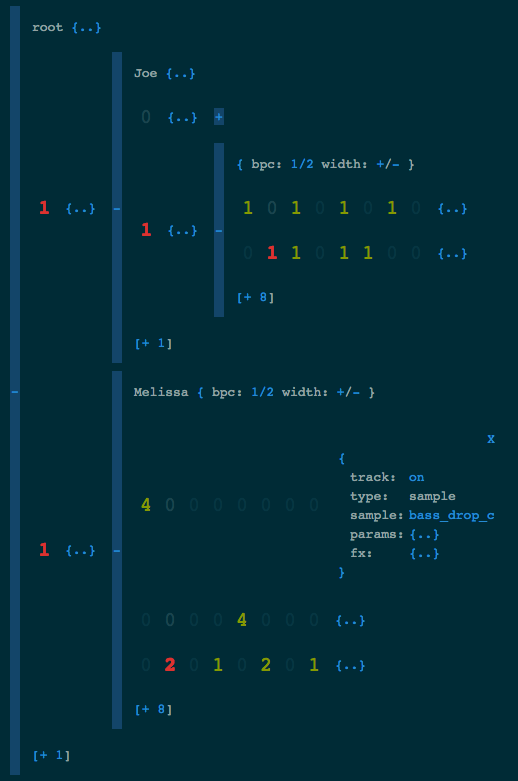 root {..}
Joe {..}
0 {..} +
{ bpc: 1/2 width: +/- }
1 {..} -
1 0 1 0 1 0 1 0 {..}
1 {..} -
0 1 1 0 1 1 0 0 {..}
[+ 8]
[+ 1]
-
Melissa { bpc: 1/2 width: +/- }
X
{
track: on
type: sample
4 0 0 0 0 0 0 0
sample: bass_drop_c
params: {..}
1 {..} -
fx: {..}
}
0 0 0 0 4 0 0 0 {..}
0 2 0 1 0 2 0 1 {..}
[+ 8]
[+ 1]